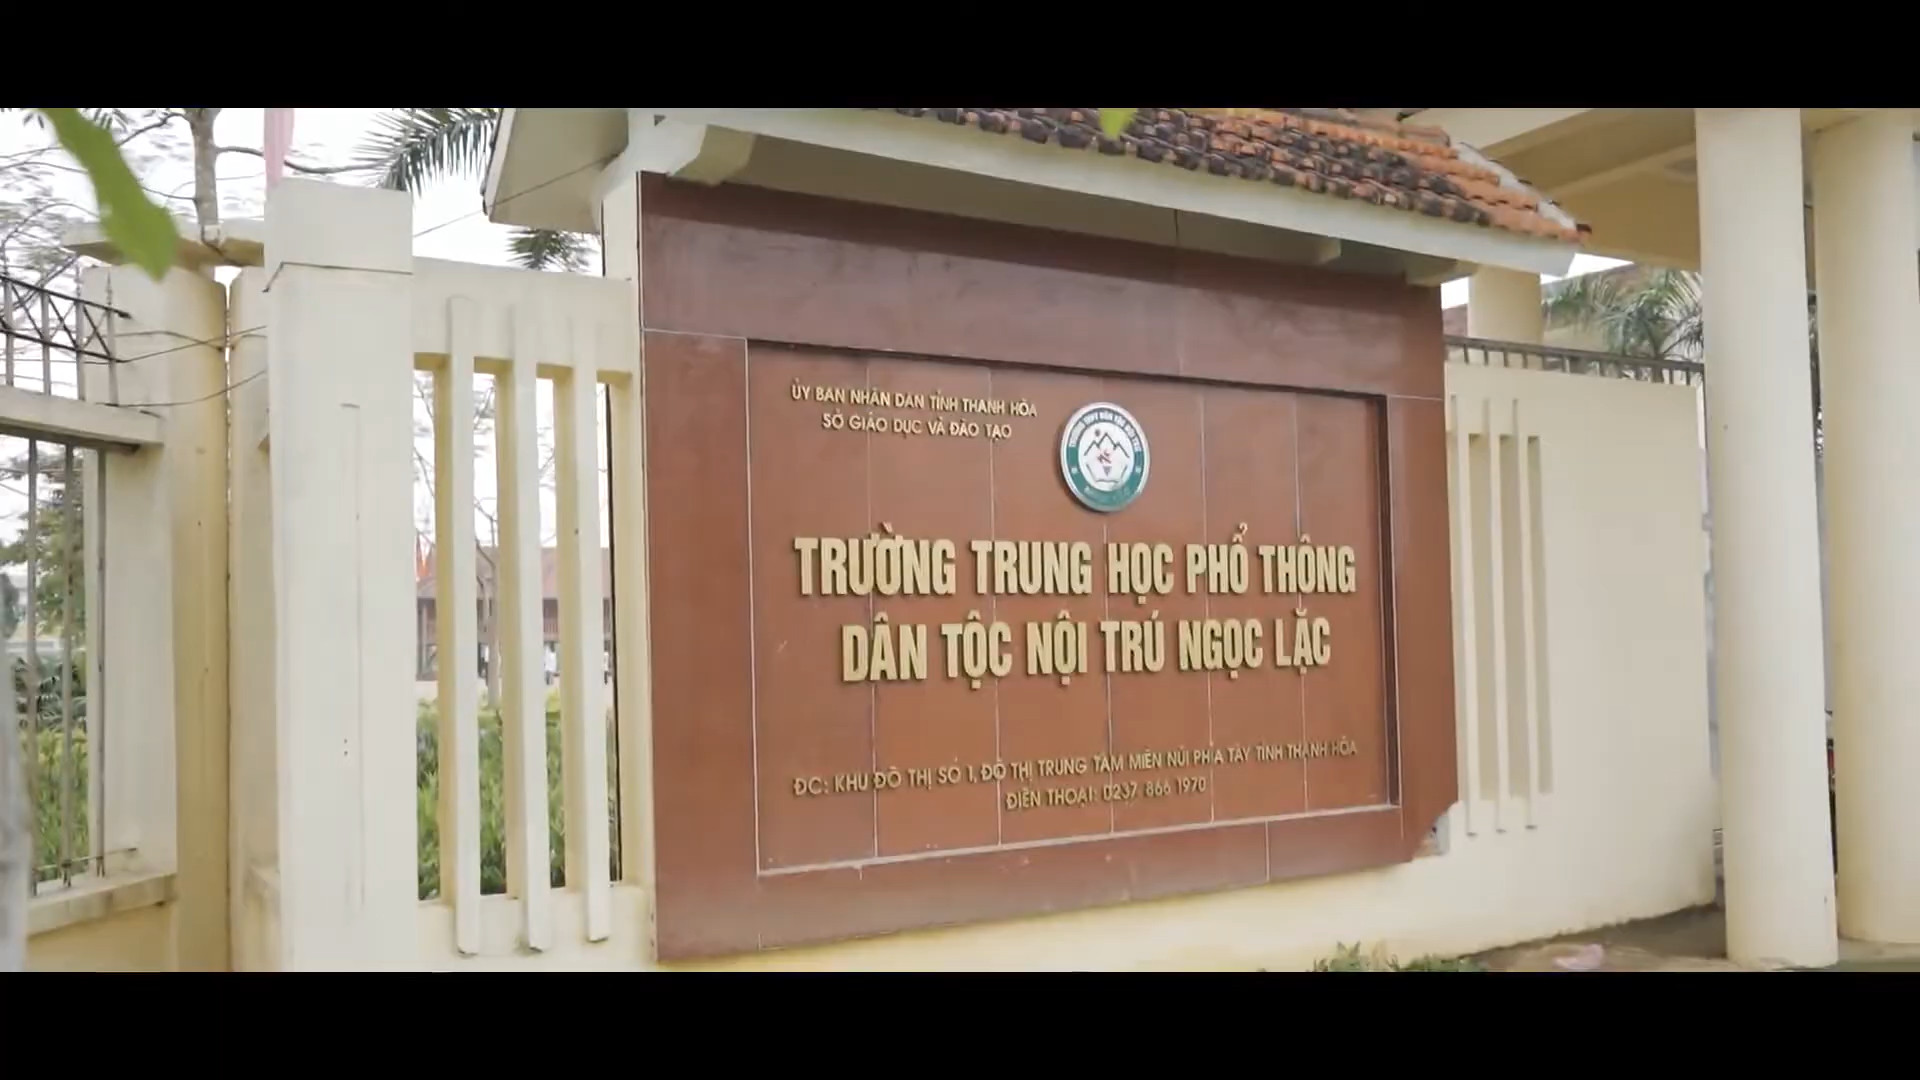 ỦY BAN NHÂN DÂN TỈNH THANH HÓA
SỞ GIÁO DỤC VÀ ĐÀO TẠO
TRƯỜNG TRUNG HỌC PHỔ THÔNG
DÂN TỘC NỘI TRÚ NGỌC LẶC
ĐC: KHU ĐÔ THỊ SỐ 1, ĐÔ THỊ TRUNG TÂM MIỀN NÚI PHÍA TÂY TỈNH THANH HÓA
ĐIỆN THOẠI: 0237 866 1970